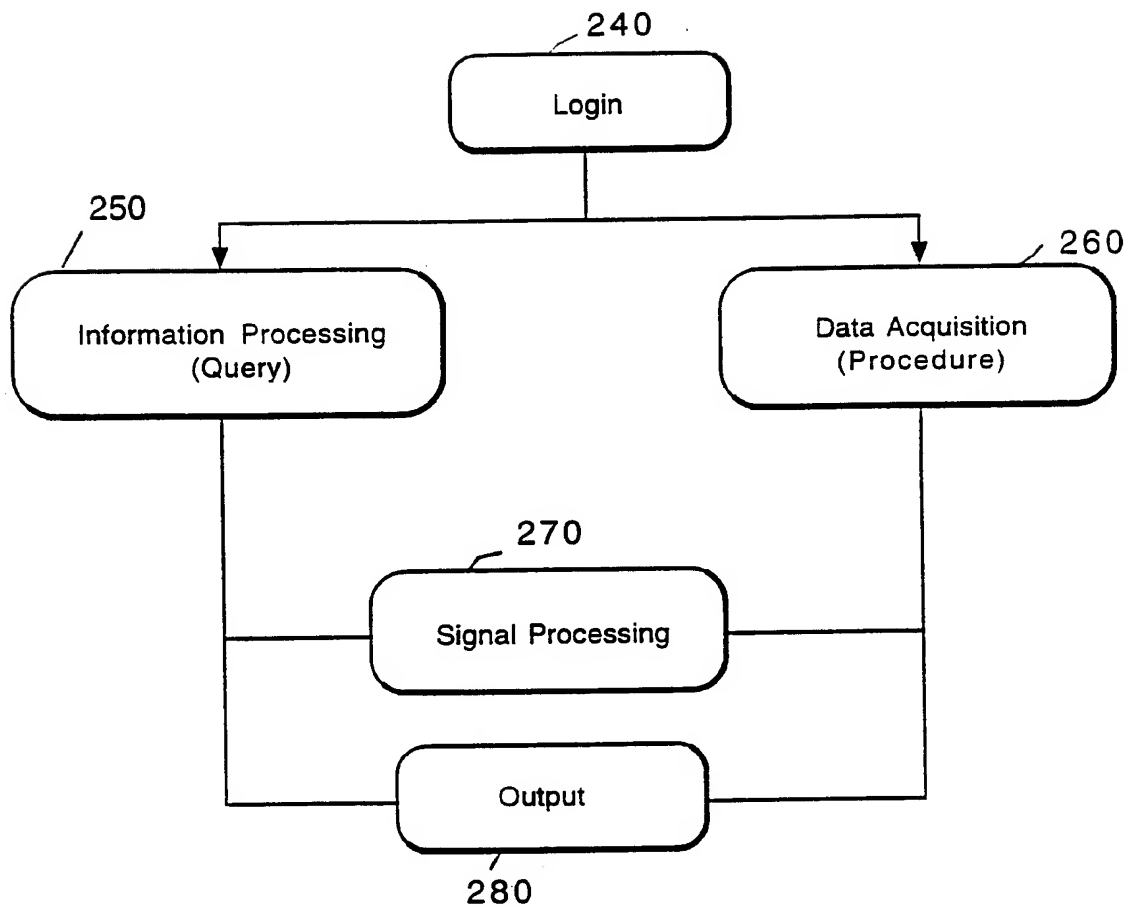 240
Login
250
260
Information Processing
(Query)
Data Acquisition
(Procedure)
270
Signal Processing
Output
280